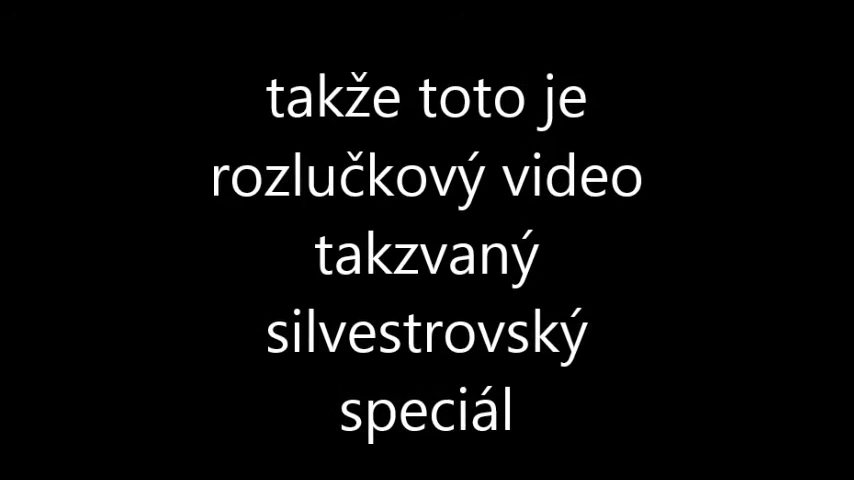 takže toto je
rozlučkový video
takzvaný
silvestrovský
speciál